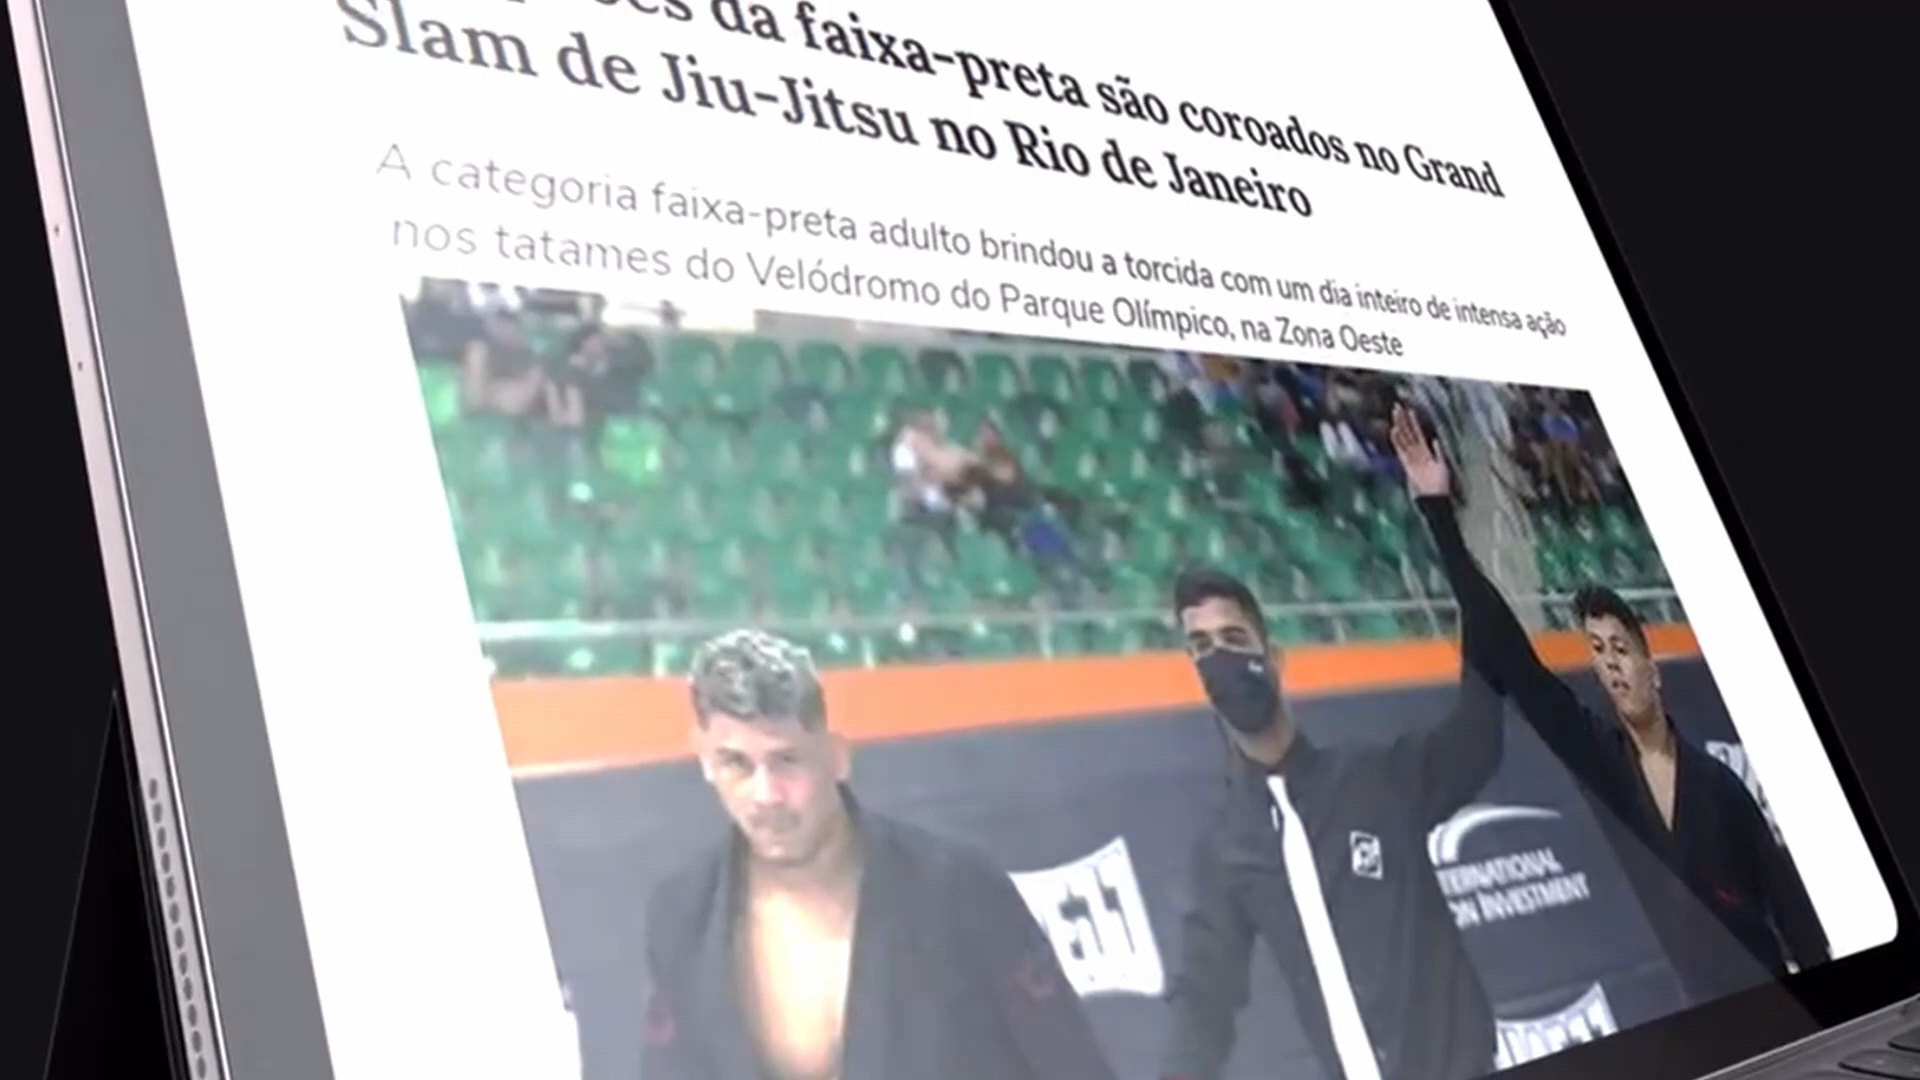 da faixa-preta são coroados no Grand
Slam de Jiu-Jitsu no Rio de Janeiro
A categoria faixa-preta adulto brindou a torcida com um dia inteiro de intensa ação
nos tatames do Velódromo do Parque Olímpico, na Zona Oeste
INVESTMENT